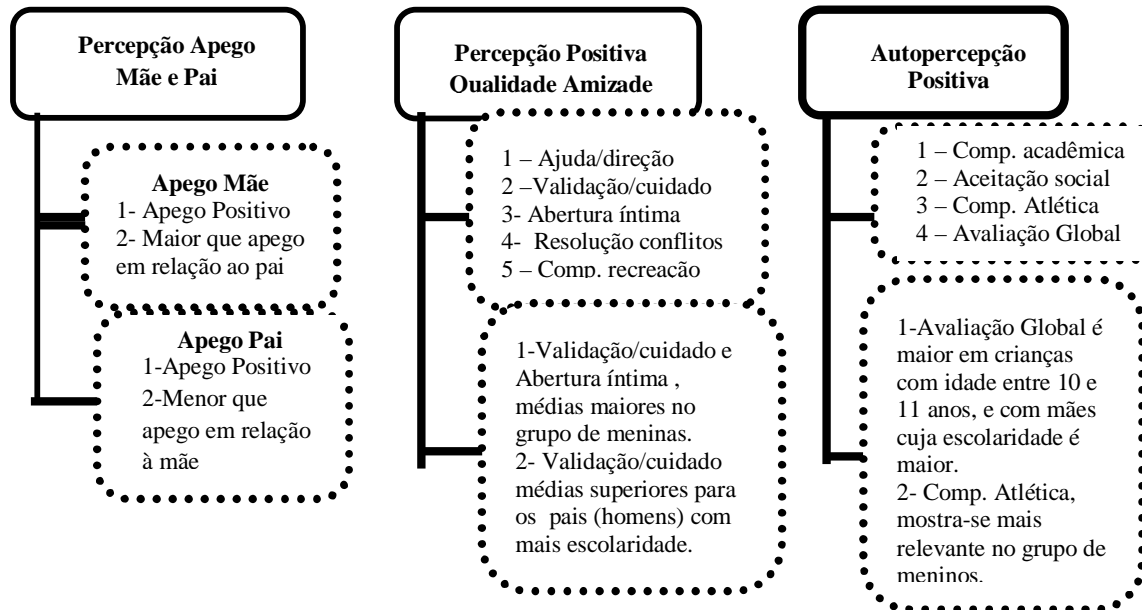 Percepção Apego
Mãe e Pai
Apego Mãe
1- Apego Positivo
2- Maior que apego
em relação ao pai
Apego Pai
1-Apego Positivo
2-Menor que
apego em relação
à mãe
Percepção Positiva
Qualidade Amizade
1 – Ajuda/direção
2 –Validação/cuidado
3- Abertura íntima
4- Resolução conflitos
5 – Comp. recreação
1-Validação/cuidado e
Abertura íntima ,
médias maiores no
grupo de meninas.
2- Validação/cuidado
médias superiores para
os pais (homens) com
mais escolaridade.
Autopercepção
Positiva
1 – Comp. acadêmica
2 – Aceitação social
3 – Comp. Atlética
4 – Avaliação Global
1-Avaliação Global é
maior em crianças
com idade entre 10 e
11 anos, e com mães
cuja escolaridade é
maior.
2- Comp. Atlética,
mostra-se mais
relevante no grupo de
meninos.